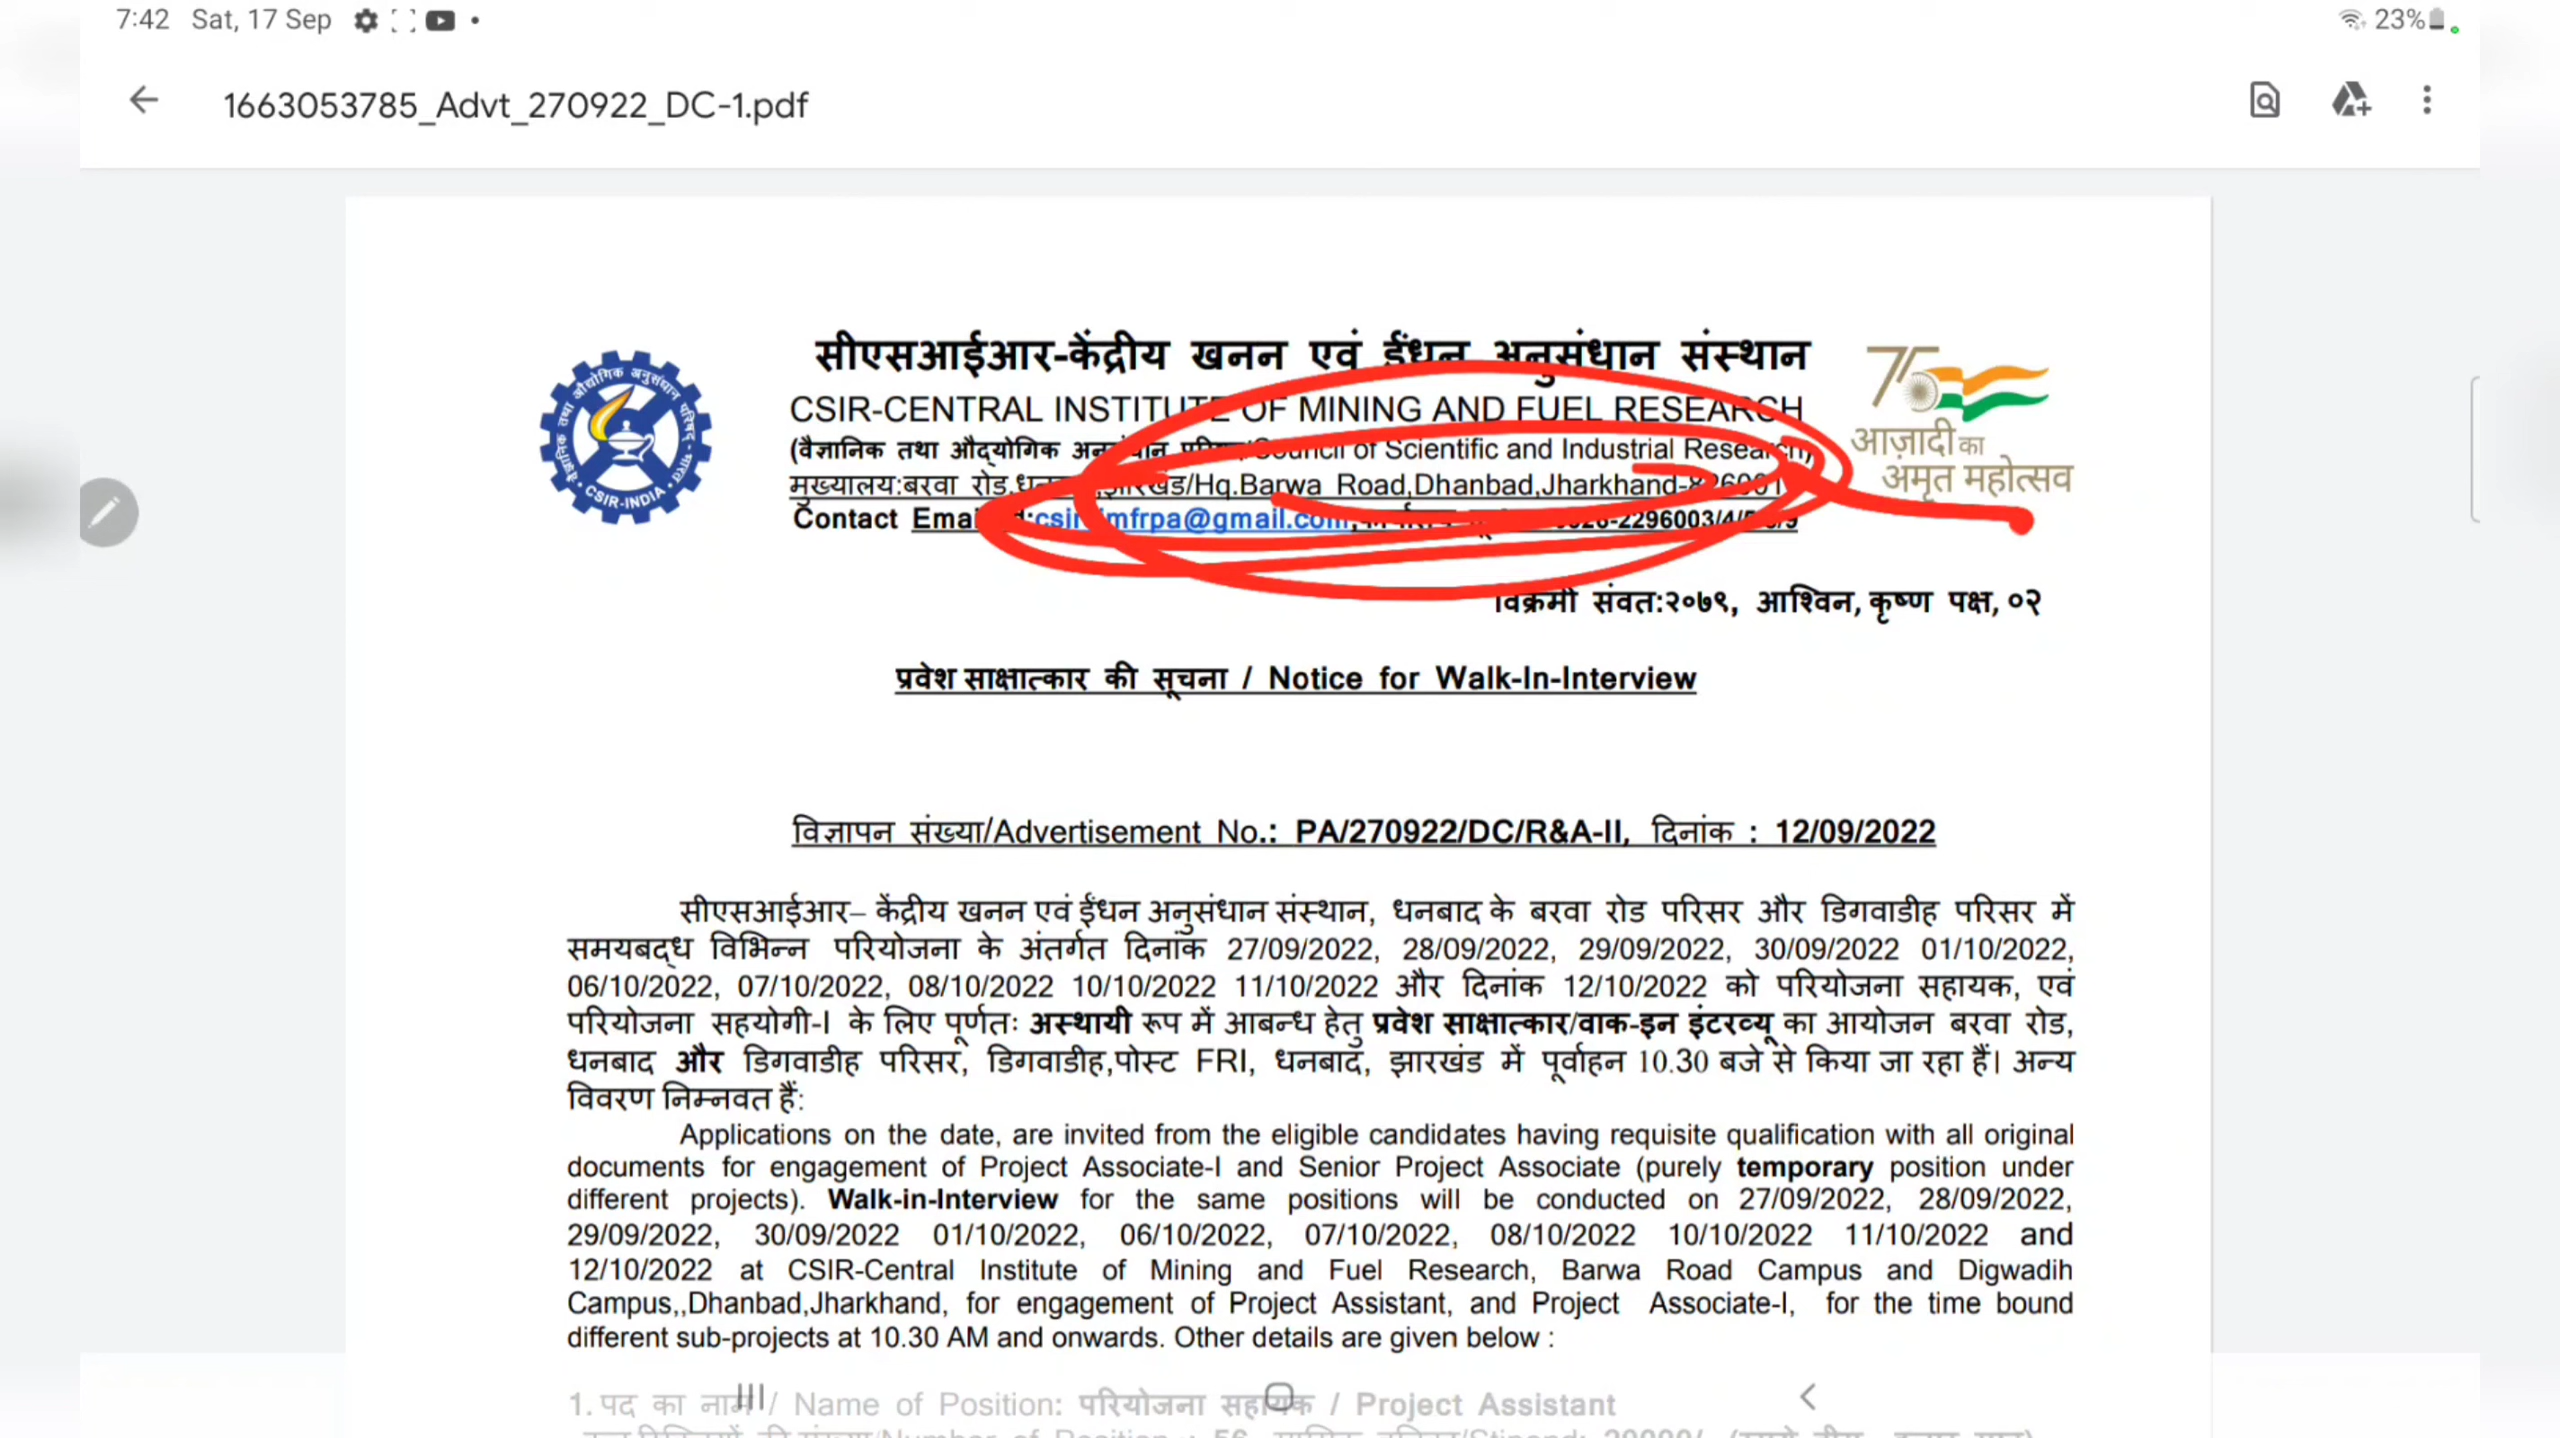 7:42 Sat, 17 Sep
23%
1663053785_Advt_270922_DC-1.pdf
सीएसआईआर-केंद्रीय खनन एवं ईंधन अनुसंधान संस्थान
CSIR-CENTRAL INSTITUTE OF MINING AND FUEL RESEARCH
(वैज्ञानिक तथा औद्योगिक Council of Scientific and Industrial Research)
मुख्यालय:बरवा रोड, /Hq.Barwa Road,Dhanbad,Jharkhand-826001
Contact
75
आज़ादी का
अमृत महोत्सव
CSIR-INDIA
विक्रमी संवत:२०७९, आश्विन, कृष्ण पक्ष, ०२
प्रवेश साक्षात्कार की सूचना / Notice for Walk-In-Interview
विज्ञापन संख्या/Advertisement No.: PA/270922/DC/R&A-II, दिनांक : 12/09/2022
सीएसआईआर– केंद्रीय खनन एवं ईंधन अनुसंधान संस्थान, धनबाद के बरवा रोड परिसर और डिगवाडीह परिसर में
समयबद्ध विभिन्न परियोजना के अंतर्गत दिनांक 27/09/2022, 28/09/2022, 29/09/2022, 30/09/2022 01/10/2022,
06/10/2022, 07/10/2022, 08/10/2022 10/10/2022 11/10/2022 और दिनांक 12/10/2022 को परियोजना सहायक, एवं
परियोजना सहयोगी-I के लिए पूर्णतः अस्थायी रूप में आबन्ध हेतु प्रवेश साक्षात्कार/वाक-इन इंटरव्यू का आयोजन बरवा रोड,
धनबाद और डिगवाडीह परिसर, डिगवाडीह,पोस्ट FRI, धनबाद, झारखंड में पूर्वाहन 10.30 बजे से किया जा रहा हैं। अन्य
विवरण निम्नवत हैं:
Applications on the date, are invited from the eligible candidates having requisite qualification with all original
documents for engagement of Project Associate-I and Senior Project Associate (purely temporary position under
different projects). Walk-in-Interview for the same positions will be conducted on 27/09/2022, 28/09/2022,
29/09/2022, 30/09/2022 01/10/2022, 06/10/2022, 07/10/2022, 08/10/2022 10/10/2022 11/10/2022 and
12/10/2022 at CSIR-Central Institute of Mining and Fuel Research, Barwa Road Campus and Digwadih
Campus,,Dhanbad,Jharkhand, for engagement of Project Assistant, and Project Associate-I, for the time bound
different sub-projects at 10.30 AM and onwards. Other details are given below :
1. पद का नाम / Name of Position: परियोजना सहायक / Project Assistant